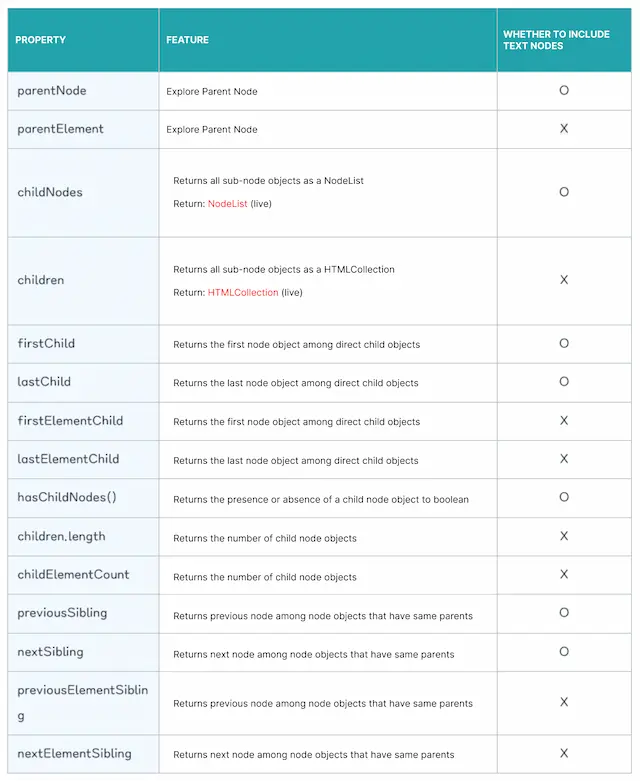 PROPERTY
FEATURE
WHETHER TO INCLUDE
TEXT NODES
parentNode
Explore Parent Node
O
parentElement
Explore Parent Node
X
childNodes
Returns all sub-node objects as a NodeList
Return: NodeList (live)
O
children
Returns all sub-node objects as a HTMLCollection
Return: HTMLCollection (live)
X
firstChild
Returns the first node object among direct child objects
O
lastChild
Returns the last node object among direct child objects
O
firstElementChild
Returns the first node object among direct child objects
X
lastElementChild
Returns the last node object among direct child objects
X
hasChildNodes()
Returns the presence or absence of a child node object to boolean
O
children.length
Returns the number of child node objects
X
childElementCount
Returns the number of child node objects
X
previousSibling
Returns previous node among node objects that have same parents
O
nextSibling
Returns next node among node objects that have same parents
O
previousElementSiblin
g
Returns previous node among node objects that have same parents
X
nextElementSibling
Returns next node among node objects that have same parents
X